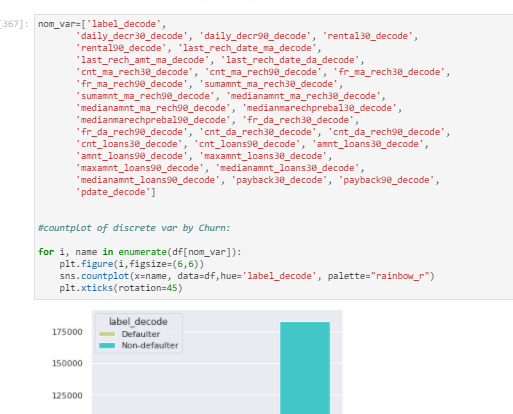 [367]: nom_var=['label_decode',
'daily_decr30_decode', 'daily_decr90_decode', 'rental30_decode',
'rental90_decode', 'last_rech_date_ma_decode',
'last_rech_amt_ma_decode', 'last_rech_date_da_decode',
'cnt_ma_rech30_decode', 'cnt_ma_rech90_decode', 'fr_ma_rech30_decode',
'fr_ma_rech90_decode', 'sumamnt_ma_rech30_decode',
'sumamnt_ma_rech90_decode', 'medianamnt_ma_rech30_decode',
'medianamnt_ma_rech90_decode', 'medianmarechprebal30_decode',
'medianmarechprebal90_decode', 'fr_da_rech30_decode',
'fr_da_rech90_decode', 'cnt_da_rech30_decode', 'cnt_da_rech90_decode',
'cnt_loans30_decode', 'cnt_loans90_decode', 'amnt_loans30_decode',
'amnt_loans90_decode', 'maxamnt_loans30_decode',
'maxamnt_loans90_decode', 'medianamnt_loans30_decode',
'medianamnt_loans90_decode', 'payback30_decode', 'payback90_decode',
'pdate_decode']
#countplot of discrete var by Churn:
for i, name in enumerate(df[nom_var]):
plt.figure(i,figsize=(6,6))
sns.countplot(x=name, data=df,hue='label_decode', palette="rainbow_r")
plt.xticks(rotation=45)
label_decode
Defaulter
Non-defaulter
175000
150000
125000